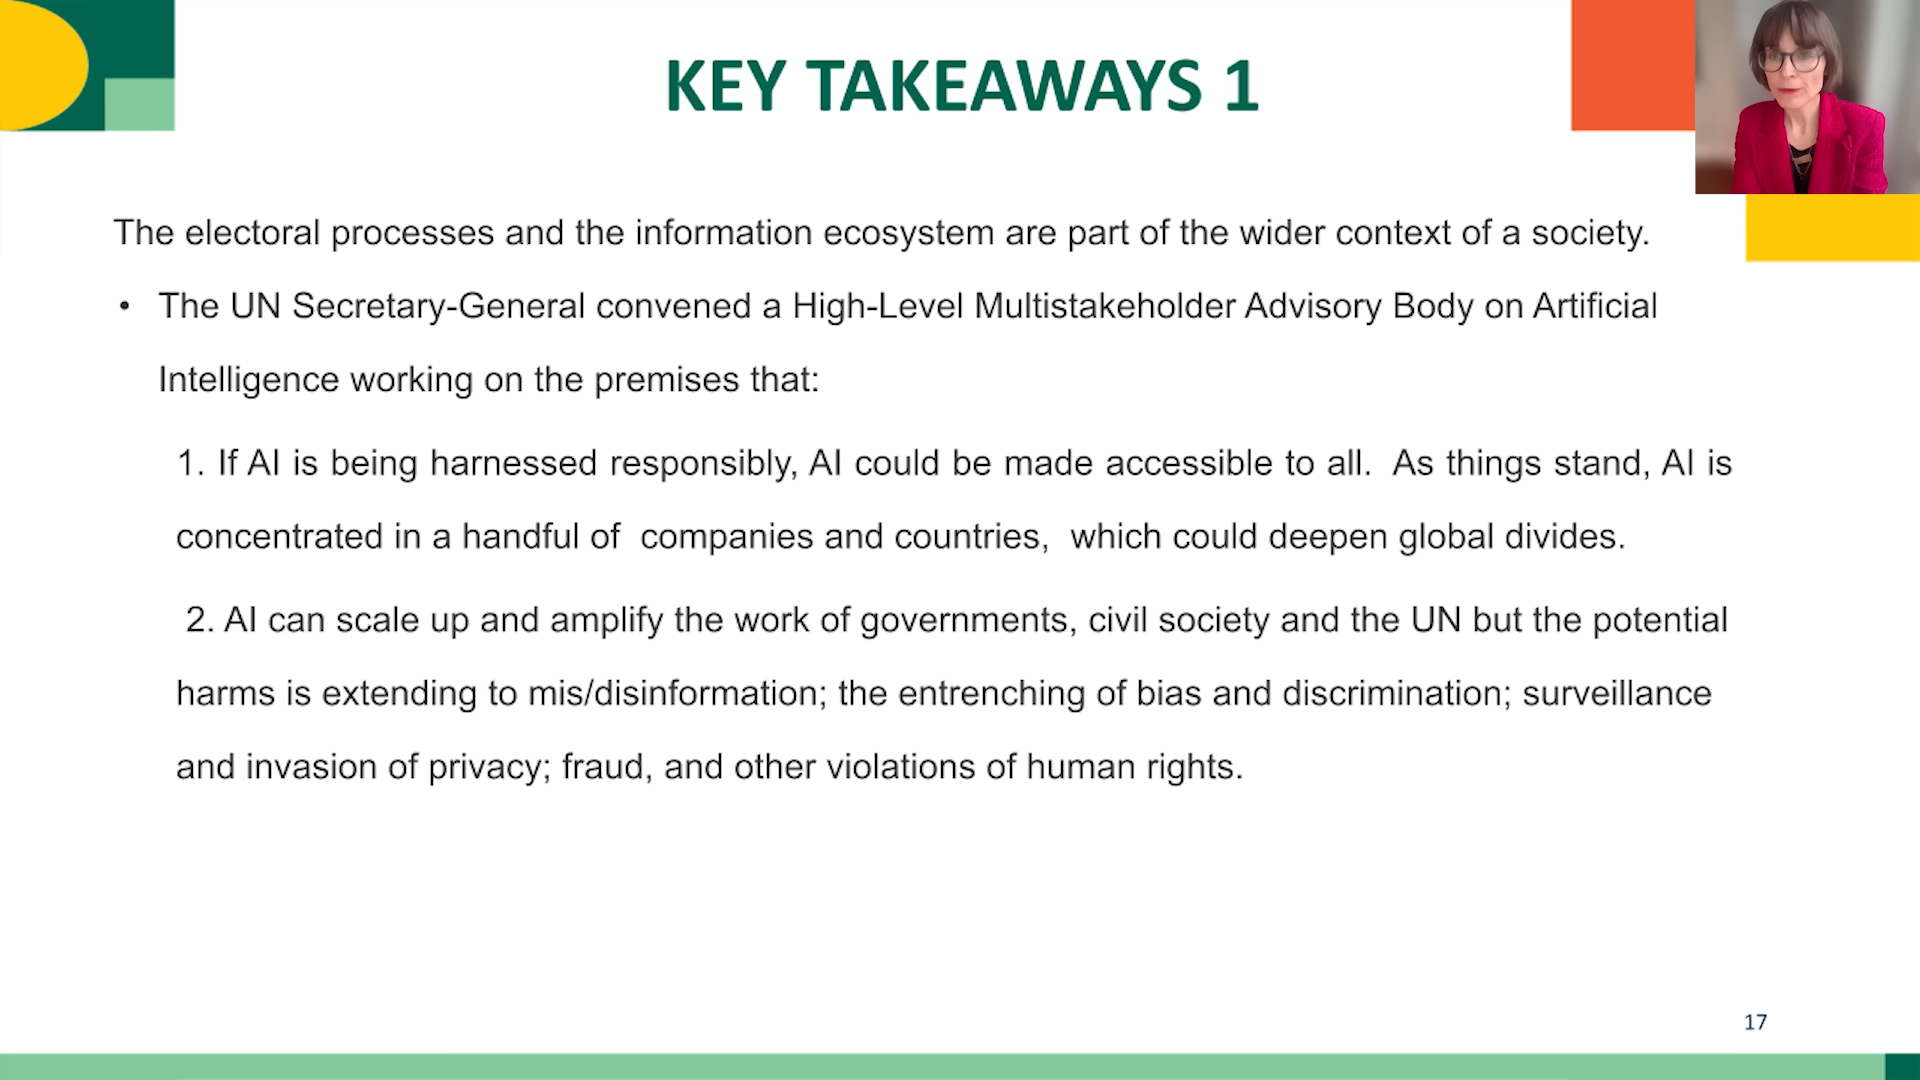 KEY TAKEAWAYS 1
The electoral processes and the information ecosystem are part of the wider context of a society.
• The UN Secretary-General convened a High-Level Multistakeholder Advisory Body on Artificial
Intelligence working on the premises that:
1. If AI is being harnessed responsibly, AI could be made accessible to all.  As things stand, AI is
concentrated in a handful of  companies and countries,  which could deepen global divides.
2. AI can scale up and amplify the work of governments, civil society and the UN but the potential
harms is extending to mis/disinformation; the entrenching of bias and discrimination; surveillance
and invasion of privacy; fraud, and other violations of human rights.
17